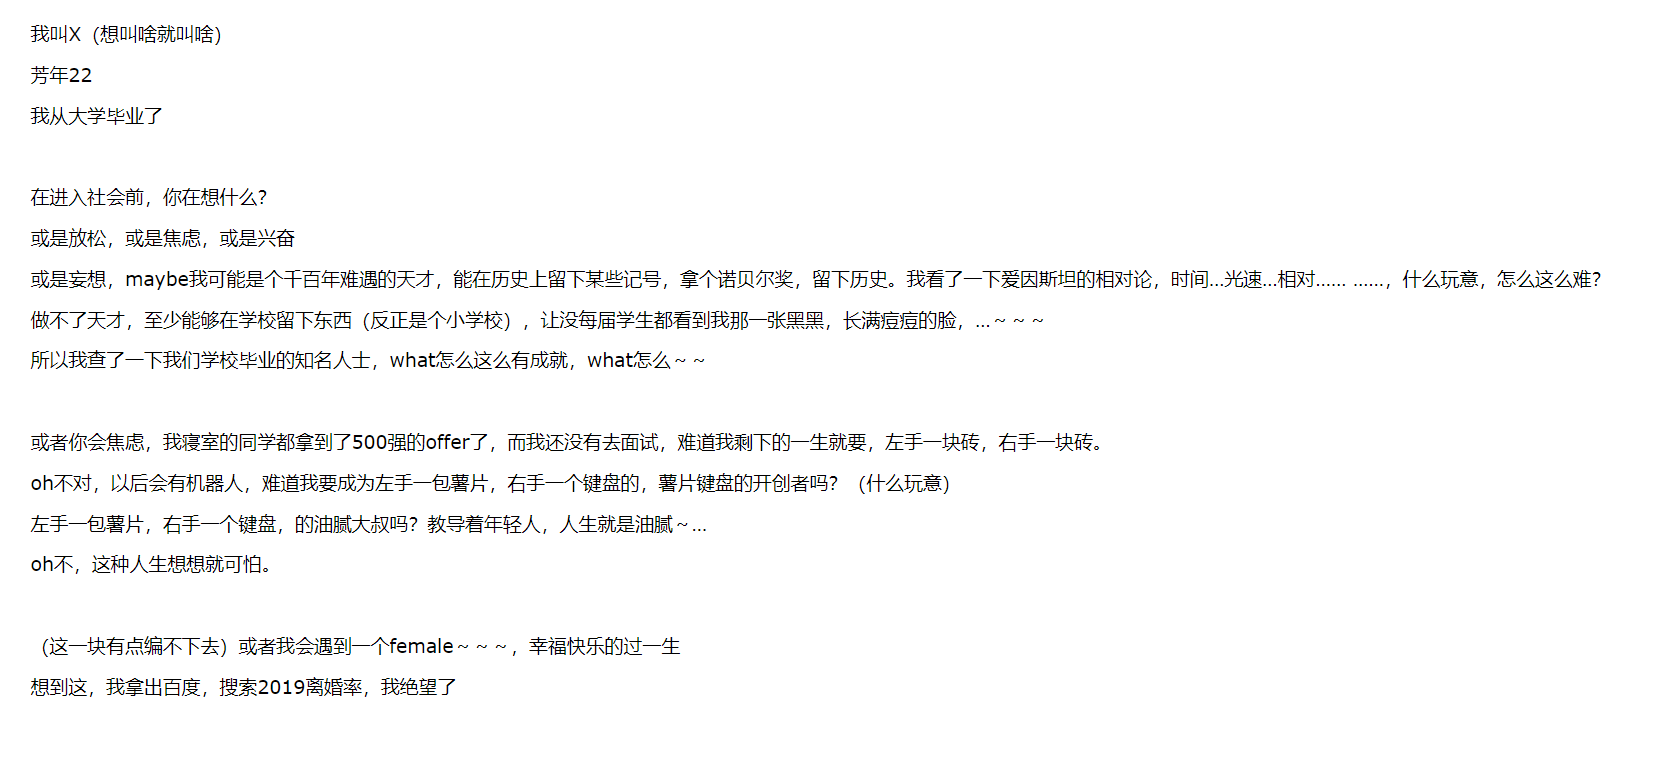 我叫X（想叫啥就叫啥）
芳年22
我从大学毕业了
在进入社会前，你在想什么？
或是放松，或是焦虑，或是兴奋
或是妄想，maybe我可能是个千百年难遇的天才，能在历史上留下某些记号，拿个诺贝尔奖，留下历史。我看了一下爱因斯坦的相对论，时间…光速…相对…… ……，什么玩意，怎么这么难？
做不了天才，至少能够在学校留下东西（反正是个小学校），让没每届学生都看到我那一张黑黑，长满痘痘的脸，…～～～
所以我查了一下我们学校毕业的知名人士，what怎么这么有成就，what怎么～～
或者你会焦虑，我寝室的同学都拿到了500强的offer了，而我还没有去面试，难道我剩下的一生就要，左手一块砖，右手一块砖。
oh不对，以后会有机器人，难道我要成为左手一包薯片，右手一个键盘的，薯片键盘的开创者吗？（什么玩意）
左手一包薯片，右手一个键盘，的油腻大叔吗？教导着年轻人，人生就是油腻～…
oh不，这种人生想想就可怕。
（这一块有点编不下去）或者我会遇到一个female～～～，幸福快乐的过一生
想到这，我拿出百度，搜索2019离婚率，我绝望了